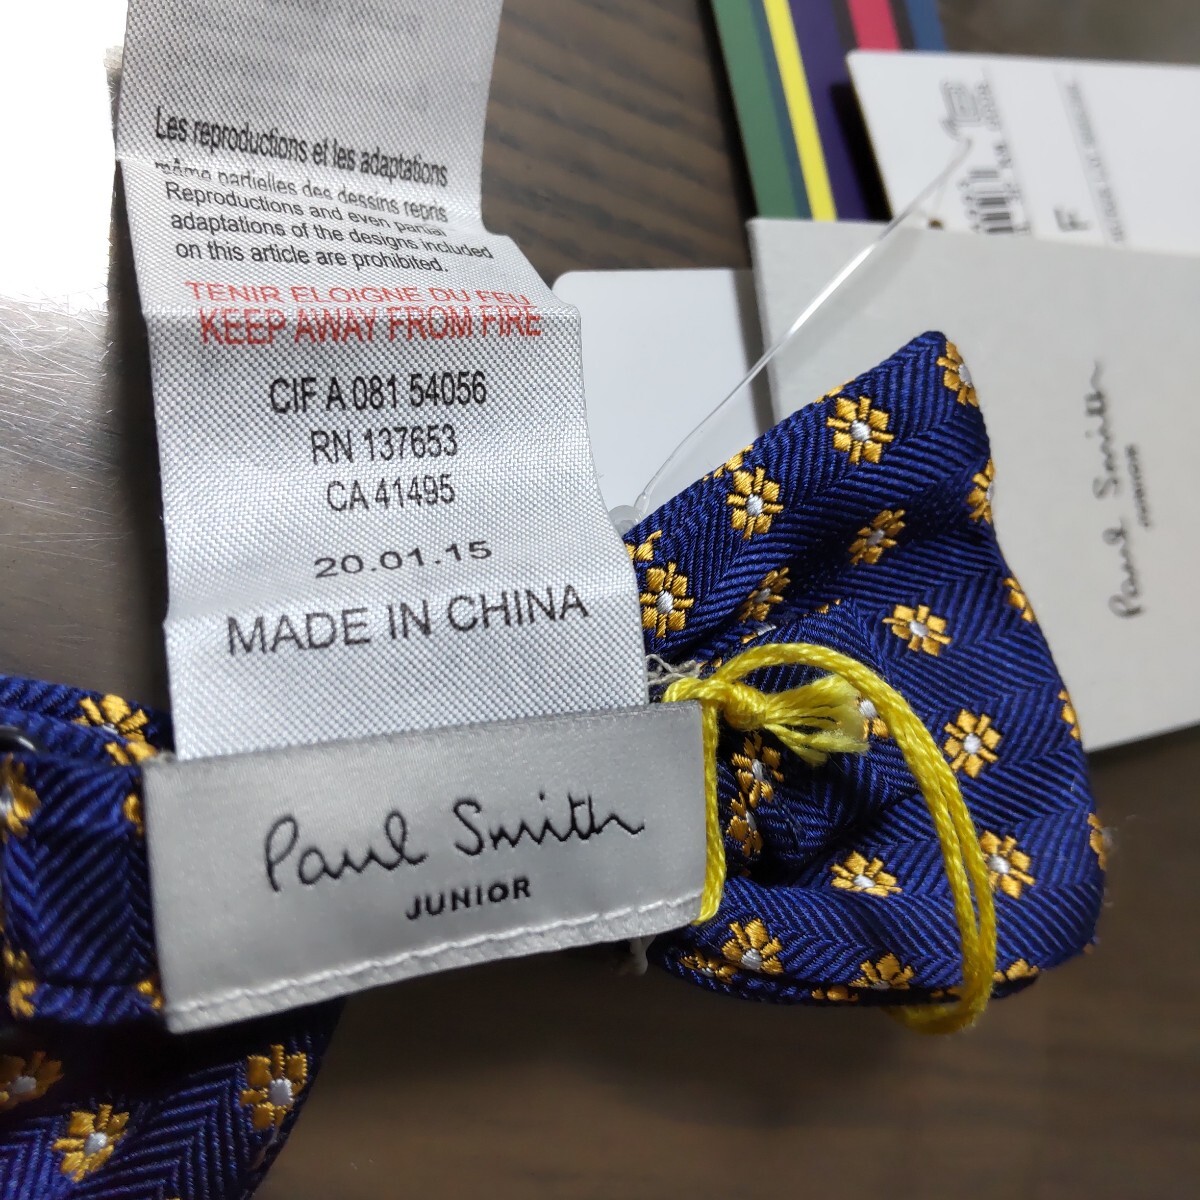 Les reproductions et les adaptations
même partielles des dessins repris
Reproductions and even partial
adaptations of the designs included
on this article are prohibited.
TENIR ELOIGNE DU FEU
KEEP AWAY FROM FIRE
CIF A 081 54056
RN 137653
CA 41495
20.01.15
MADE IN CHINA
Paul Smith
JUNIOR
F
Paul Smith
JUNIOR